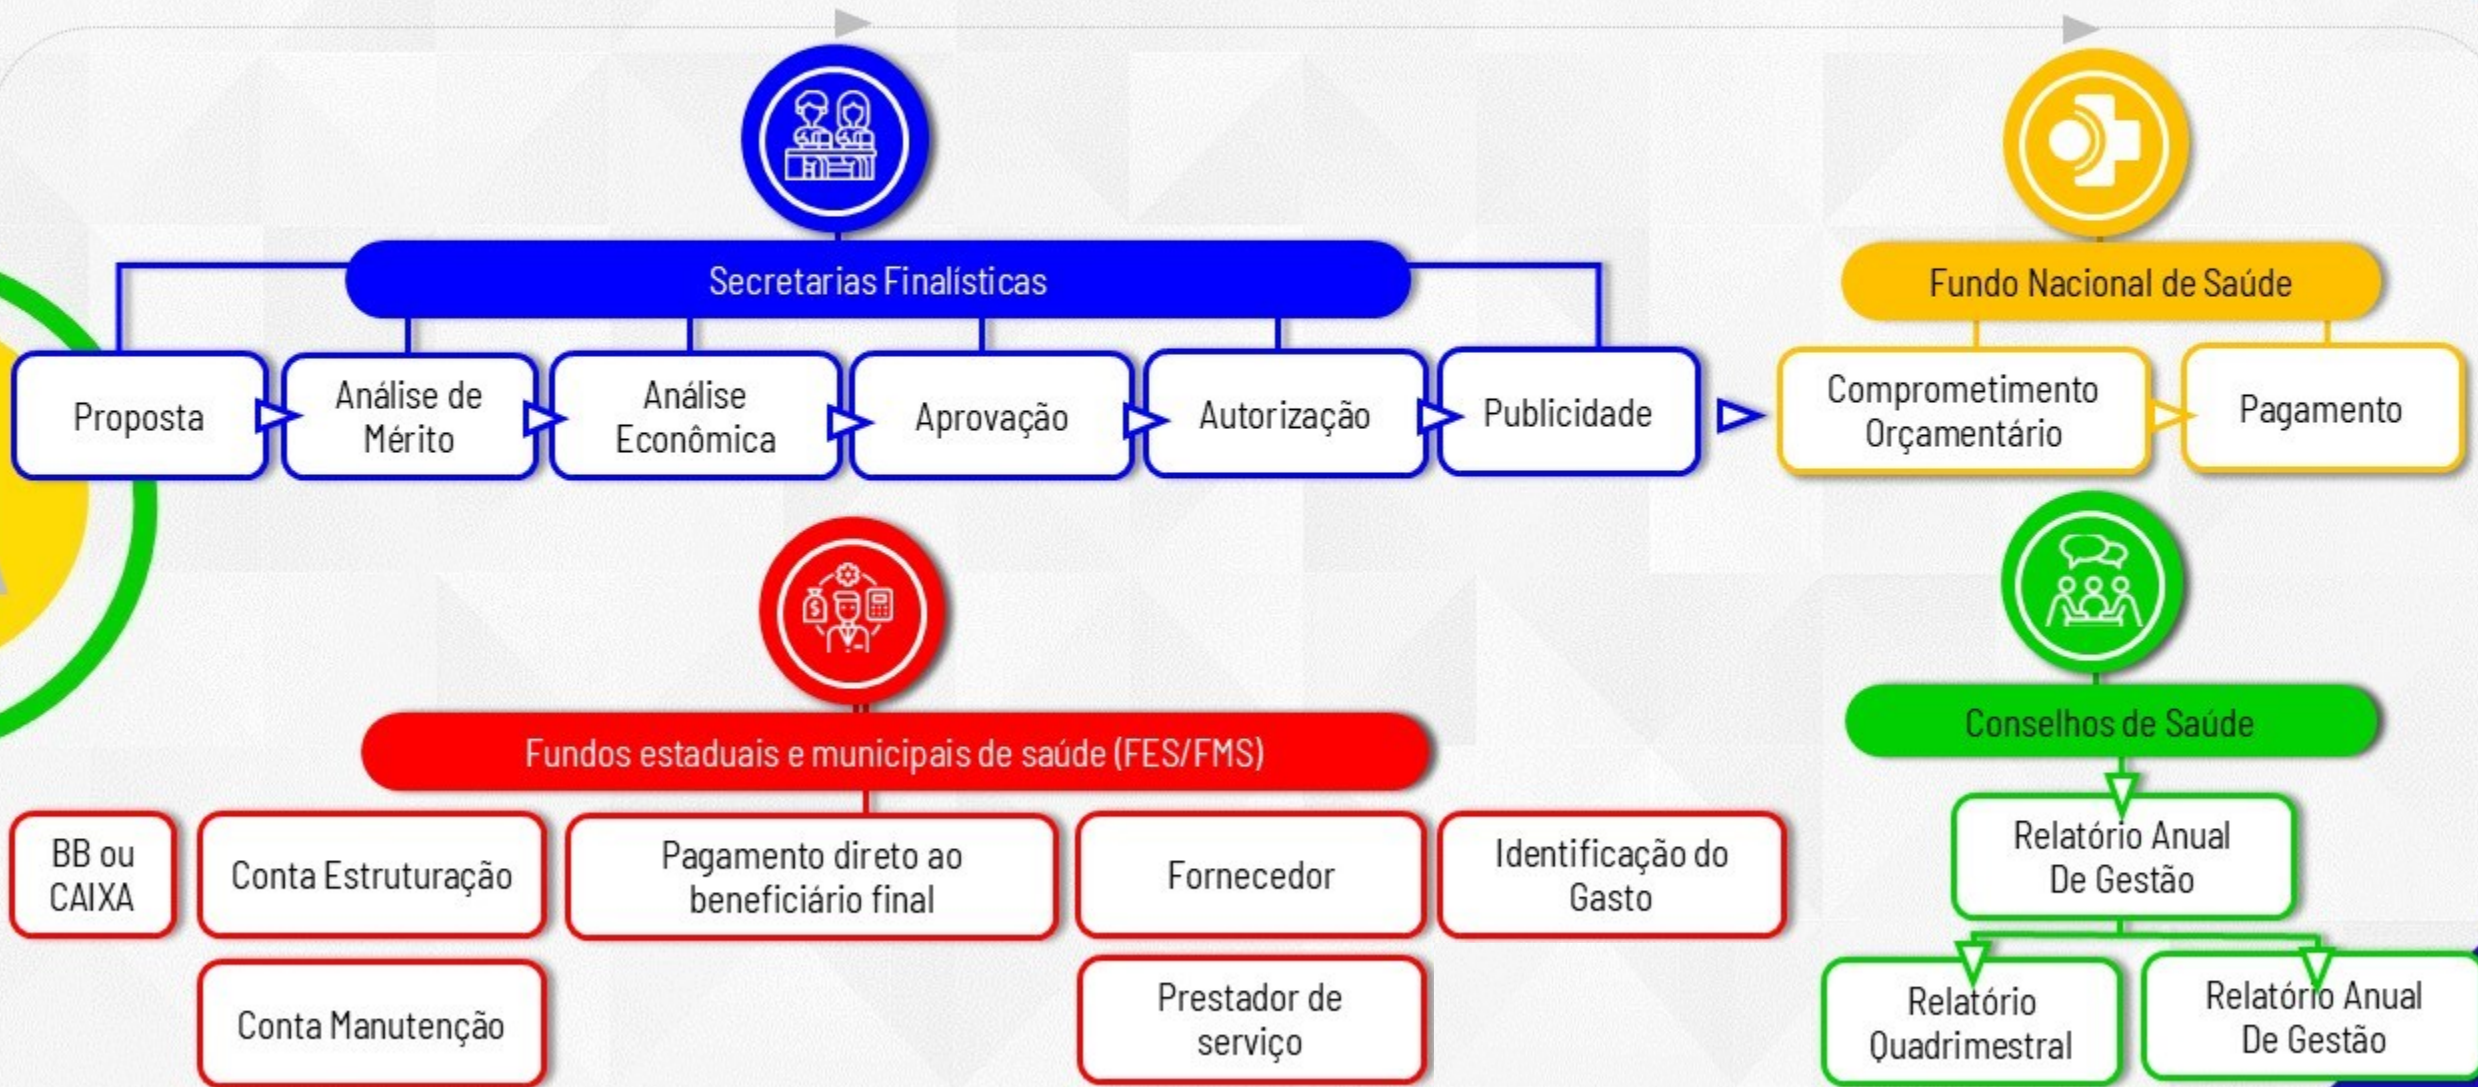 Secretarias Finalísticas
Proposta
Análise de
Mérito
Análise
Econômica
Aprovação
Autorização
Publicidade
Fundo Nacional de Saúde
Comprometimento
Orçamentário
Pagamento
Fundos estaduais e municipais de saúde (FES/FMS)
BB ou
CAIXA
Conta Estruturação
Conta Manutenção
Pagamento direto ao
beneficiário final
Fornecedor
Prestador de
serviço
Identificação do
Gasto
Conselhos de Saúde
Relatório Anual
De Gestão
Relatório
Quadrimestral
Relatório Anual
De Gestão